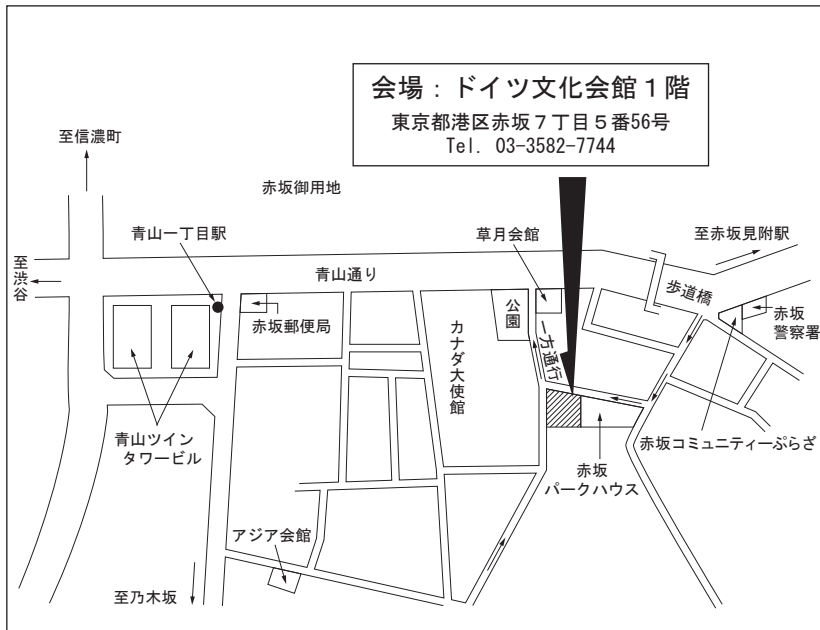 会場：ドイツ文化会館１階
東京都港区赤坂７丁目５番56号
Tel. 03-3582-7744
至信濃町
赤坂御用地
青山一丁目駅
草月会館
至赤坂見附駅
至渋谷
青山通り
歩道橋
赤坂郵便局
公園
一方通行
赤坂
警察署
カナダ大使館
青山ツイン
タワービル
赤坂コミュニティーぷらざ
赤坂
パークハウス
アジア会館
至乃木坂